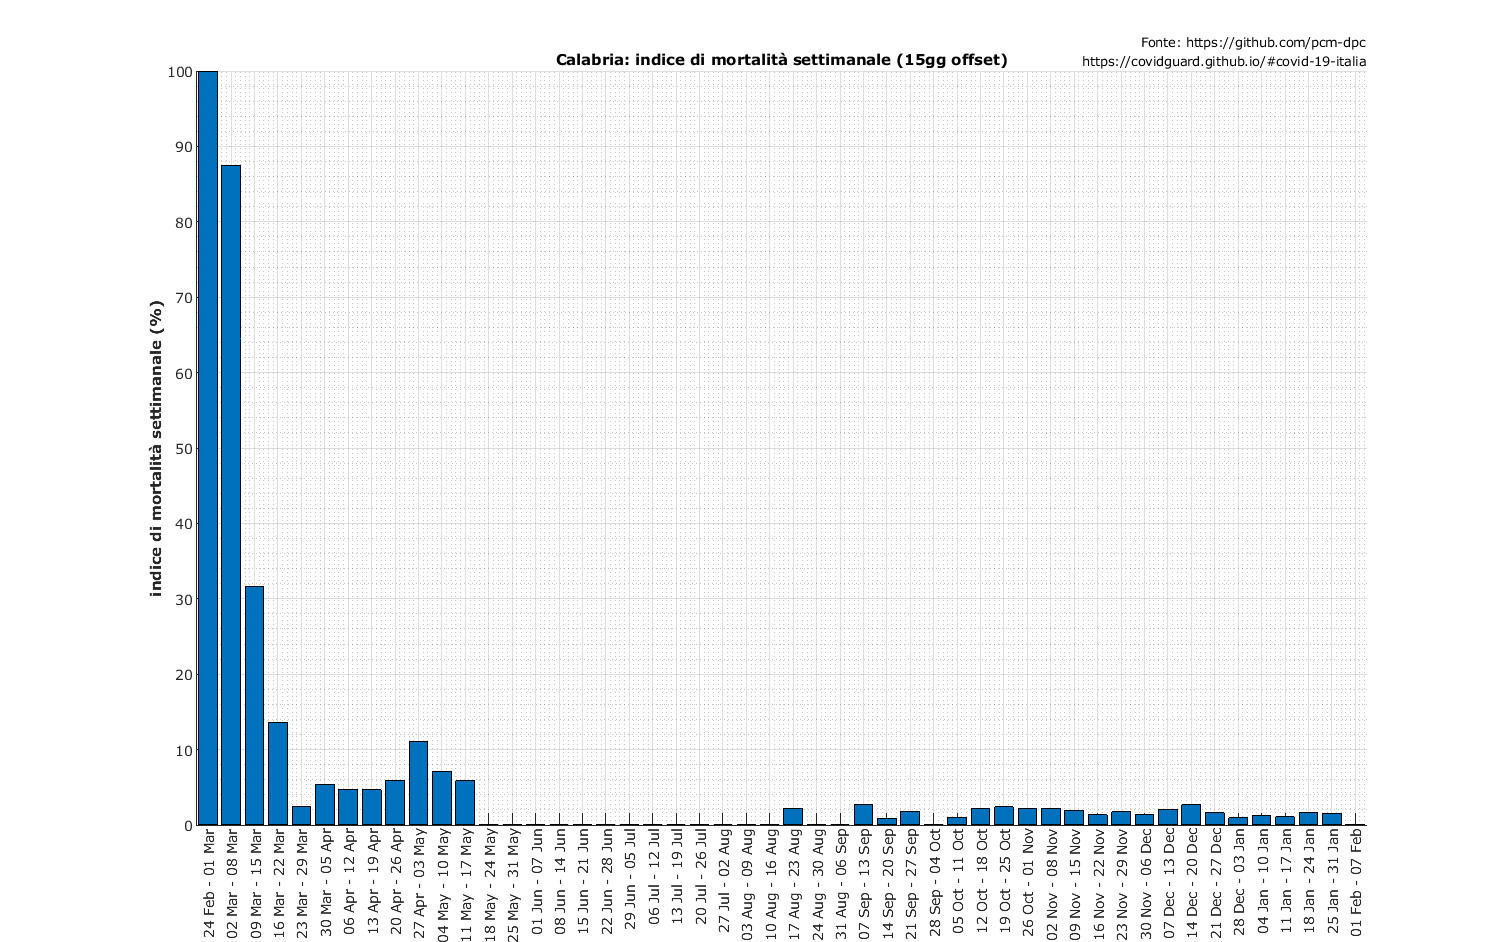 Fonte: https://github.com/pcm-dpc
https://covidguard.github.io/#covid-19-italia
Calabria: indice di mortalità settimanale (15gg offset)
indice di mortalità settimanale (%)
100
90
80
70
60
50
40
30
20
10
0
24 Feb - 01 Mar
02 Mar - 08 Mar
09 Mar - 15 Mar
16 Mar - 22 Mar
23 Mar - 29 Mar
30 Mar - 05 Apr
06 Apr - 12 Apr
13 Apr - 19 Apr
20 Apr - 26 Apr
27 Apr - 03 May
04 May - 10 May
11 May - 17 May
18 May - 24 May
25 May - 31 May
01 Jun - 07 Jun
08 Jun - 14 Jun
15 Jun - 21 Jun
22 Jun - 28 Jun
29 Jun - 05 Jul
06 Jul - 12 Jul
13 Jul - 19 Jul
20 Jul - 26 Jul
27 Jul - 02 Aug
03 Aug - 09 Aug
10 Aug - 16 Aug
17 Aug - 23 Aug
24 Aug - 30 Aug
31 Aug - 06 Sep
07 Sep - 13 Sep
14 Sep - 20 Sep
21 Sep - 27 Sep
28 Sep - 04 Oct
05 Oct - 11 Oct
12 Oct - 18 Oct
19 Oct - 25 Oct
26 Oct - 01 Nov
02 Nov - 08 Nov
09 Nov - 15 Nov
16 Nov - 22 Nov
23 Nov - 29 Nov
30 Nov - 06 Dec
07 Dec - 13 Dec
14 Dec - 20 Dec
21 Dec - 27 Dec
28 Dec - 03 Jan
04 Jan - 10 Jan
11 Jan - 17 Jan
18 Jan - 24 Jan
25 Jan - 31 Jan
01 Feb - 07 Feb